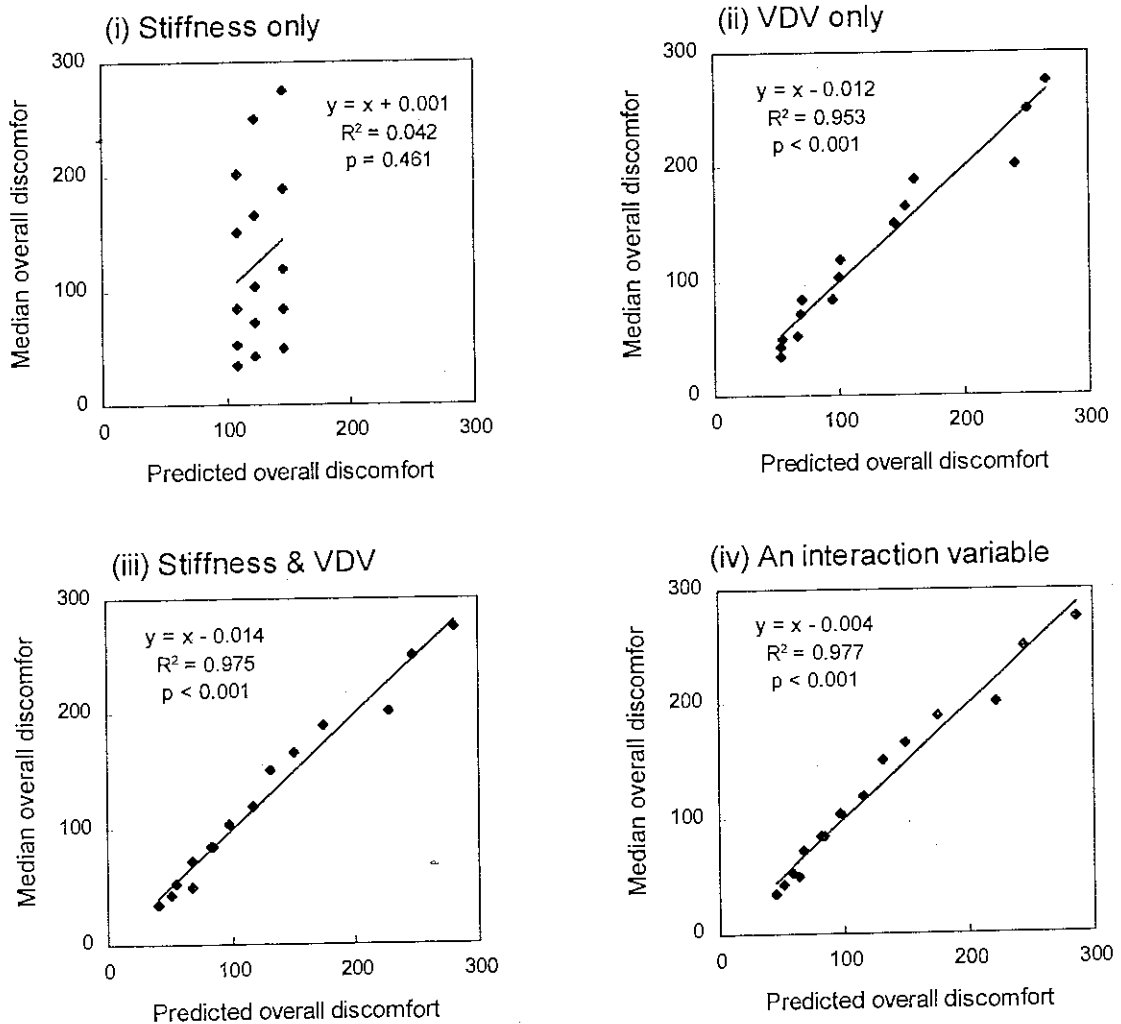 (i) Stiffness only
300
200
100
0
0
100
200
300
y = x + 0.001
R² = 0.042
p = 0.461
Median overall discomfor
Predicted overall discomfort
(ii) VDV only
300
200
100
0
0
100
200
300
y = x - 0.012
R² = 0.953
p < 0.001
Median overall discomfor
Predicted overall discomfort
(iii) Stiffness & VDV
300
200
100
0
0
100
200
300
y = x - 0.014
R² = 0.975
p < 0.001
Median overall discomfor
Predicted overall discomfort
(iv) An interaction variable
300
200
100
0
0
100
200
300
y = x - 0.004
R² = 0.977
p < 0.001
Median overall discomfor
Predicted overall discomfort